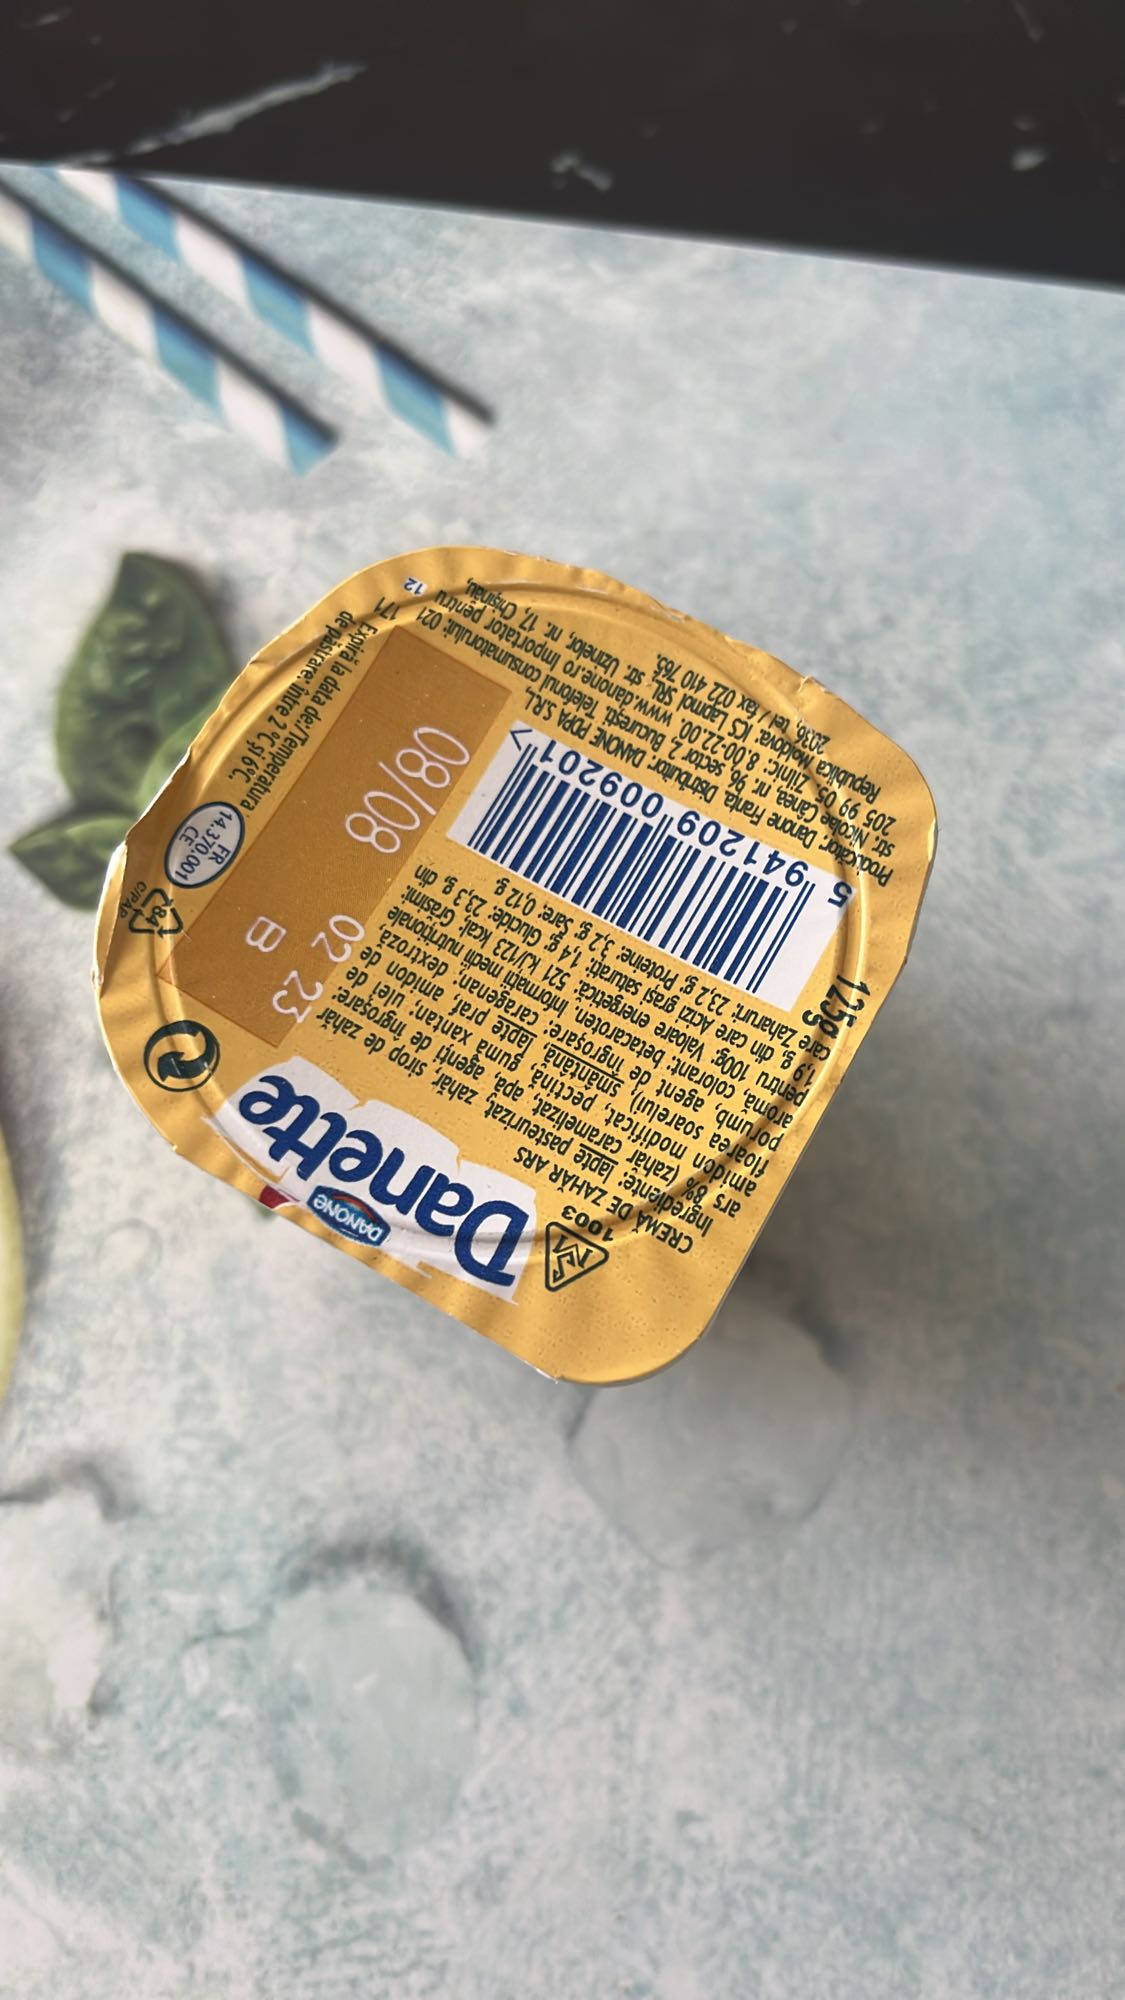 DANONE
Danette
1003
CREMĂ DE ZAHĂR ARS
Ingrediente: lapte pasteurizat, zahăr, sirop de zahăr
ars 8% (zahăr caramelizat, apă, agenți de îngroșare:
amidon modificat, pectină, gumă xantan, ulei de
floarea soarelui), smântână, lapte praf, amidon de
porumb, agent de îngroșare: caragenan, dextroză,
aromă, colorant: betacaroten. Informații medii nutriționale
pentru 100g: Valoare energetică: 521 kJ/123 kcal; Grăsimi:
1,9 g, din care Acizi grași saturați: 1,4 g; Glucide: 23,3 g, din
care Zaharuri: 23,2 g; Proteine: 3,2 g; Sare: 0,12 g
125g
5 941209 009201 >
Producător: Danone Franța. Distribuitor: DANONE PDPA S.R.L.
str. Nicolae Canea, nr. 96, sector 2, București. Telefonul consumatorului: 021
205 99 05- Zilnic: 8.00-22.00. www.danone.ro Importator pentru
Republica Moldova: ICS Lapmol SRL, str. Uzinelor, nr. 17, Chișinău,
2036, tel / fax 022 410 765.
12
171
Expiră la data de:/Temperatura
de păstrare: între 2°C și 6°C.
08/08 02 23
B
FR
14.370.001
CE
84
C/PAP